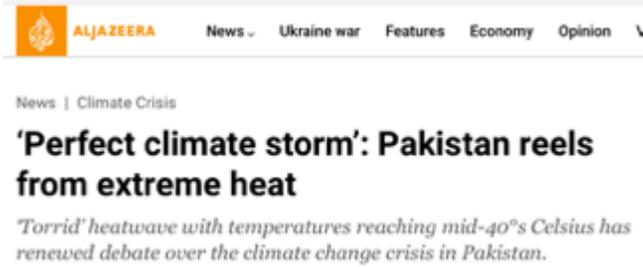 ALJAZEERA News Ukraine war Features Economy Opinion
News | Climate Crisis
‘Perfect climate storm’: Pakistan reels
from extreme heat
‘Torrid’ heatwave with temperatures reaching mid-40°s Celsius has
renewed debate over the climate change crisis in Pakistan.